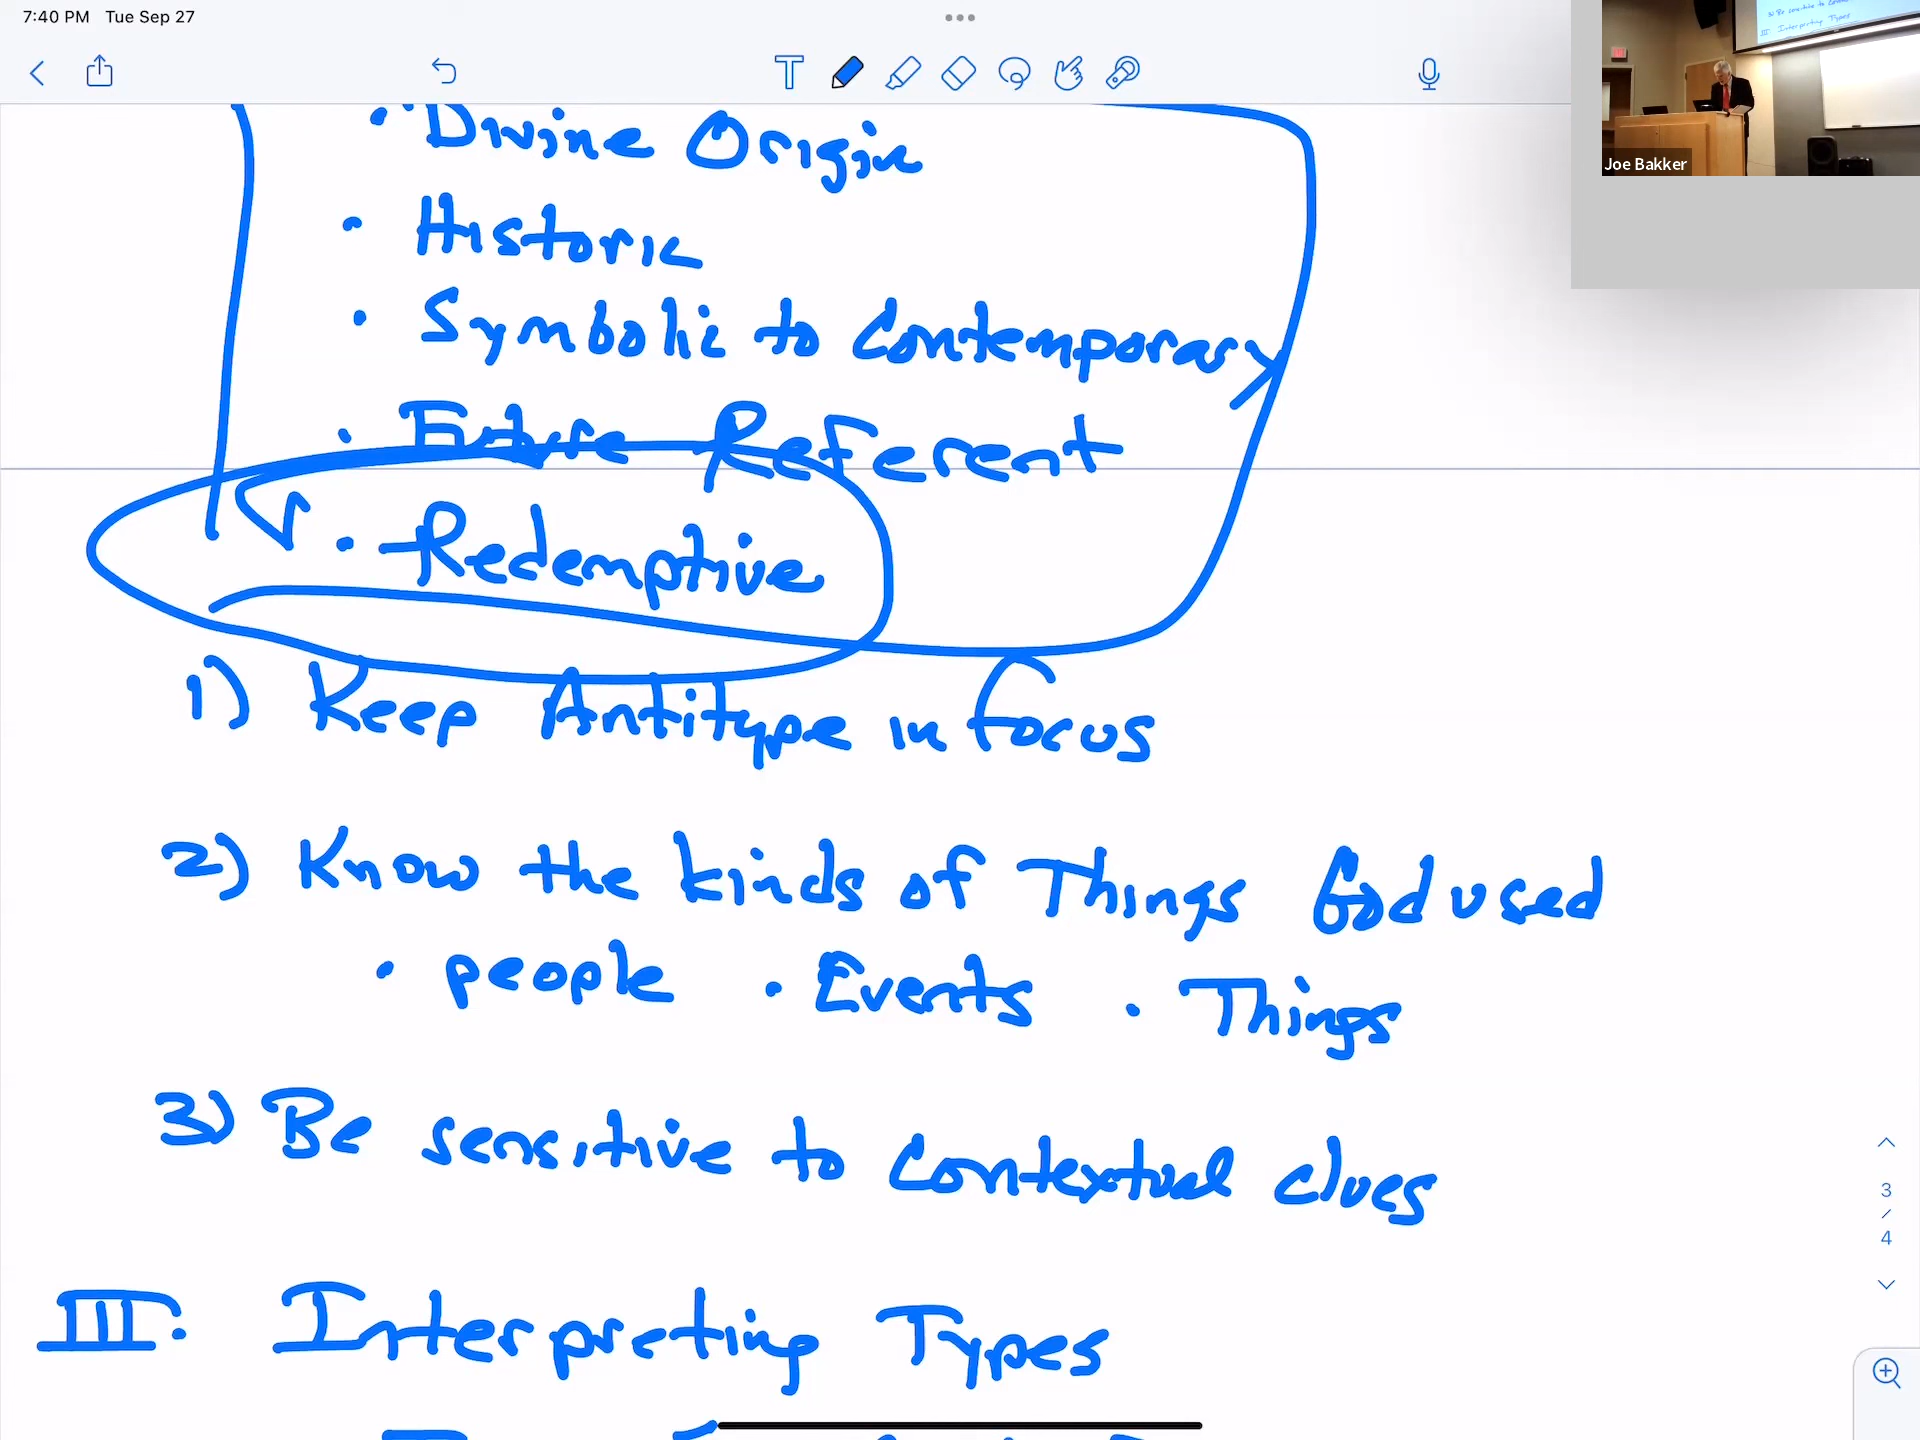 7:40 PM Tue Sep 27
Joe Bakker
• Divine Origin
• Historic
• Symbolic to Contemporary
• Future Referent
• Redemptive
1) Keep Antitype in focus
2) Know the kinds of Things God used
• people • Events • Things
3) Be sensitive to contextual clues
3 / 4
III. Interpreting Types